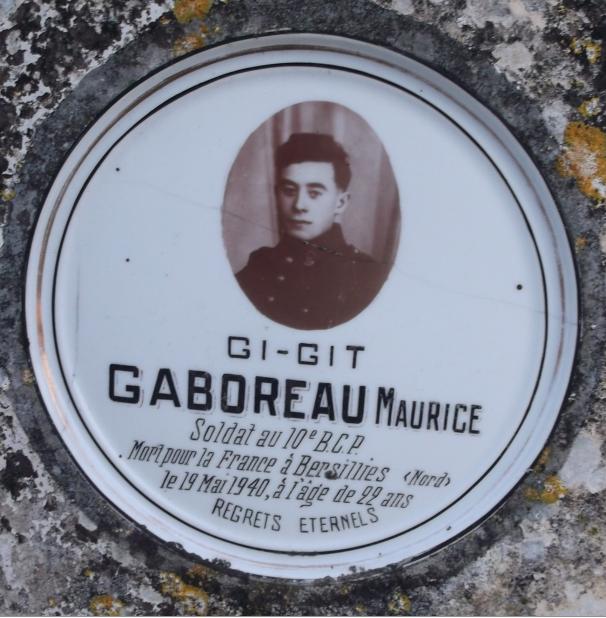 GI-GIT
GABOREAU MAURICE
Soldat au 10e B.C.P.
Mort pour la France à Bersillies (Nord)
le 19 Mai 1940, à l'âge de 22 ans
REGRETS ETERNELS